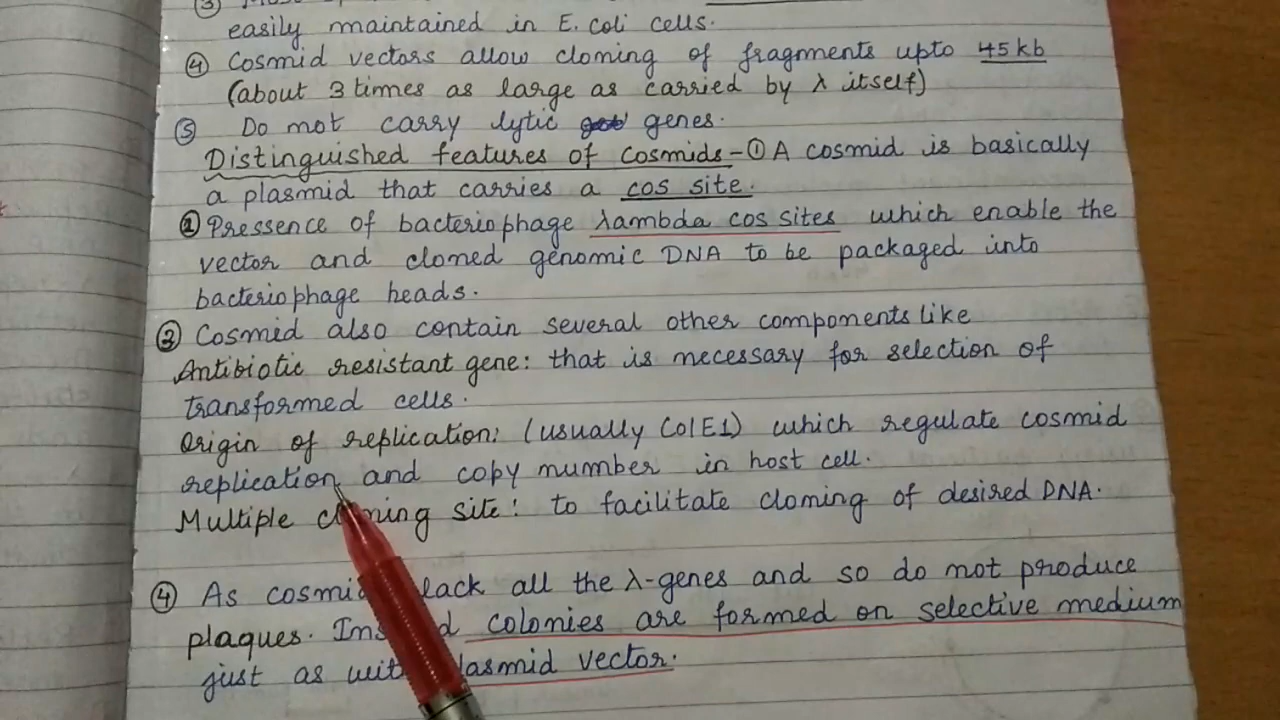 ③
easily maintained in E. coli cells.
④ Cosmid vectors allow cloning of fragments upto 45 kb
(about 3 times as large as carried by λ itself)
⑤ Do not carry lytic genes.
Distinguished features of Cosmids - ① A cosmid is basically
a plasmid that carries a cos site.
② Pressence of bacteriophage λambda cos sites which enable the
vector and cloned genomic DNA to be packaged into
bacteriophage heads.
③ Cosmid also contain several other components like
Antibiotic resistant gene: that is necessary for selection of
transformed cells.
Origin of replication: (usually ColE1) which regulate cosmid
replication and copy number in host cell.
Multiple cloning site: to facilitate cloning of desired DNA.
④ As cosmid lack all the λ-genes and so do not produce
plaques. colonies are formed on selective medium
just as plasmid vector.